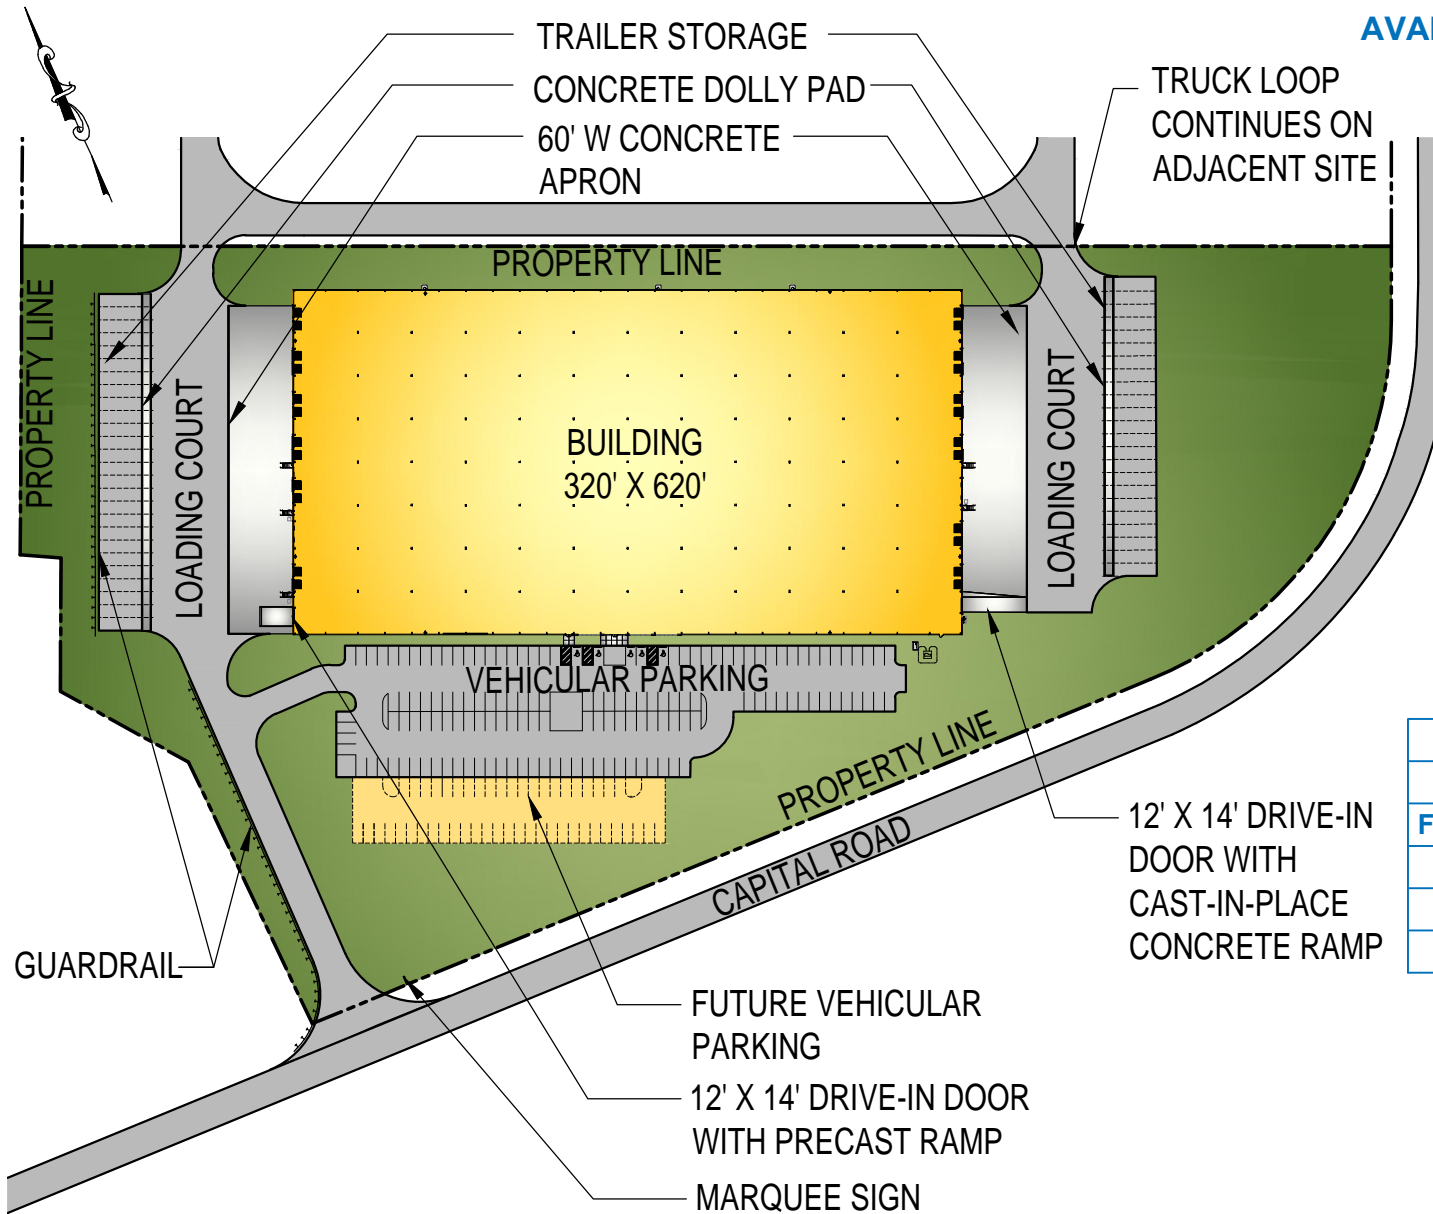 TRAILER STORAGE
CONCRETE DOLLY PAD
60' W CONCRETE
APRON
TRUCK LOOP
CONTINUES ON
ADJACENT SITE
PROPERTY LINE
PROPERTY LINE
LOADING COURT
BUILDING
320' X 620'
LOADING COURT
VEHICULAR PARKING
PROPERTY LINE
CAPITAL ROAD
12' X 14' DRIVE-IN
DOOR WITH
CAST-IN-PLACE
CONCRETE RAMP
GUARDRAIL
FUTURE VEHICULAR
PARKING
12' X 14' DRIVE-IN DOOR
WITH PRECAST RAMP
MARQUEE SIGN